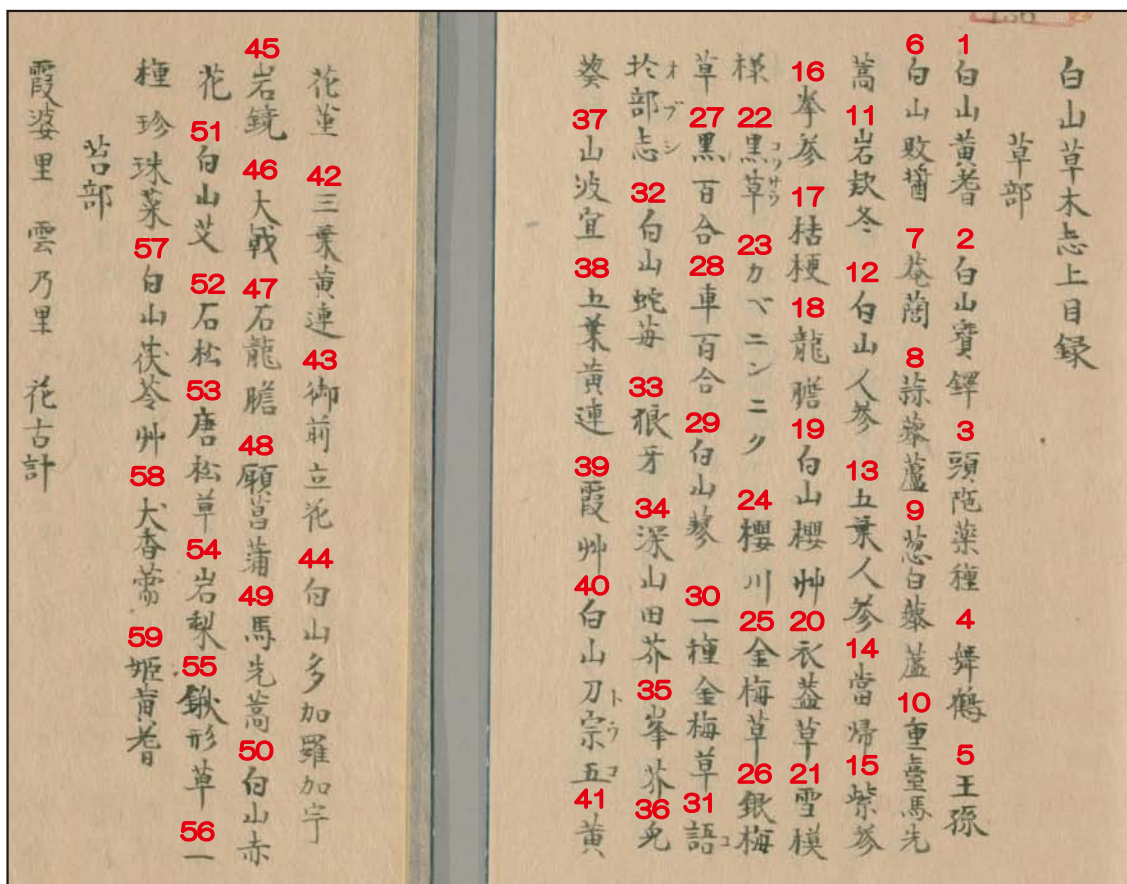 白山草木志上目録
草部
1白山黄耆 2白山寶鐸 3頭陁薬種 4舞鶴 5王孫
6白山敗醬 7菴䕡 8蒜藜蘆 9葱白藜蘆 10重臺馬先
蒿 11岩欵冬 12白山人参 13五葉人参 14當帰 15紫参
16拳参 17桔梗 18龍膽 19白山櫻艸 20衣葢草 21雪模
様 22黒草コクサウ 23カベニンニク 24櫻川 25金梅草 26銀梅
草 27黒百合 28車百合 29白山蓼 30一種金梅草 31語コ
於オ部ブ志シ 32白山蛇苺 33狼牙 34深山田芥 35峯芥 36兎
葵 37山波宜 38五葉黄連 39霞艸 40白山刀ト宗ウ五コ 41黄
花菫 42三葉黄連 43御前立花 44白山多加羅加宇
45岩鏡 46大戟 47石龍膽 48願菖蒲 49馬先蒿 50白山赤
花 51白山艾 52石松 53唐松草 54岩梨 55鍬形草 56一
種珍珠菜 57白山茯苓艸 58犬香薷 59姫黄耆
苔部
霞婆里 雲乃里 花古計